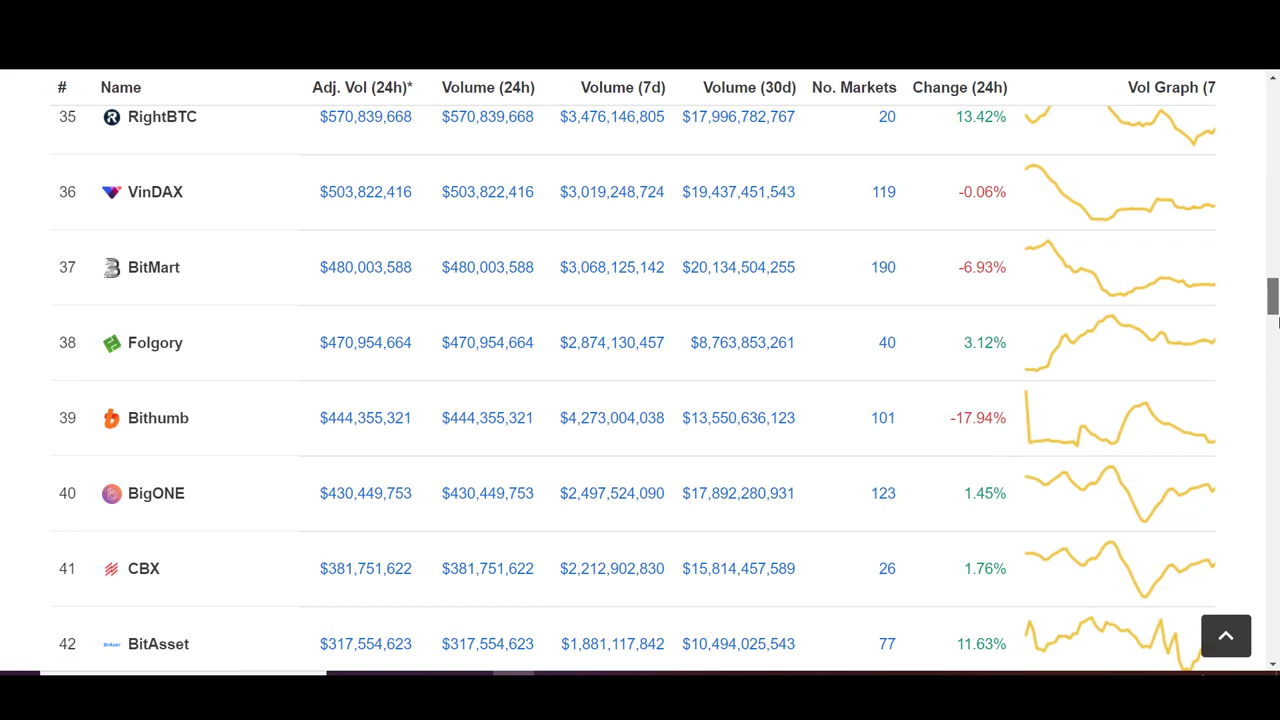 # Name Adj. Vol (24h)* Volume (24h) Volume (7d) Volume (30d) No. Markets Change (24h) Vol Graph (7
35 RightBTC $570,839,668 $570,839,668 $3,476,146,805 $17,996,782,767 20 13.42%
36 VinDAX $503,822,416 $503,822,416 $3,019,248,724 $19,437,451,543 119 -0.06%
37 BitMart $480,003,588 $480,003,588 $3,068,125,142 $20,134,504,255 190 -6.93%
38 Folgory $470,954,664 $470,954,664 $2,874,130,457 $8,763,853,261 40 3.12%
39 Bithumb $444,355,321 $444,355,321 $4,273,004,038 $13,550,636,123 101 -17.94%
40 BigONE $430,449,753 $430,449,753 $2,497,524,090 $17,892,280,931 123 1.45%
41 CBX $381,751,622 $381,751,622 $2,212,902,830 $15,814,457,589 26 1.76%
42 BitAsset $317,554,623 $317,554,623 $1,881,117,842 $10,494,025,543 77 11.63%